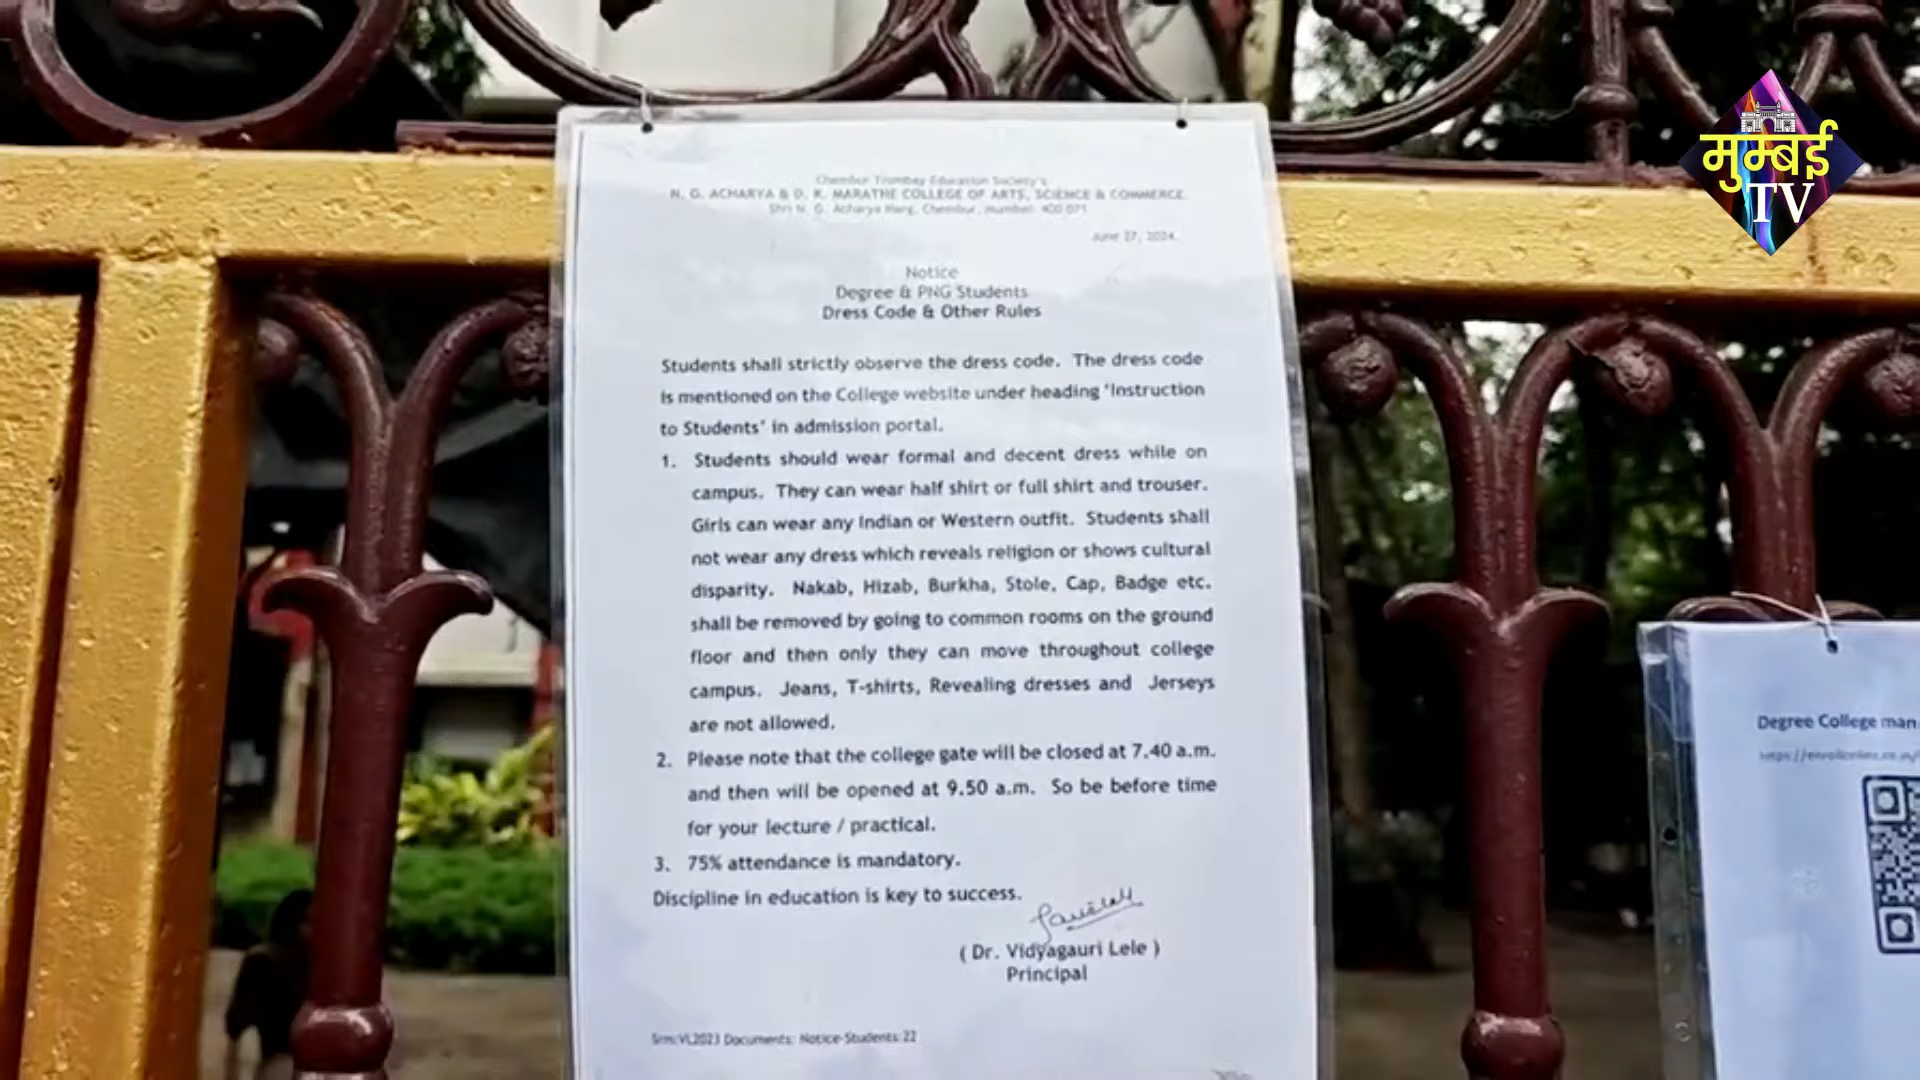 मुम्बई
TV
Chembur Trombay Education Society's
N. G. ACHARYA & D. K. MARATHE COLLEGE OF ARTS, SCIENCE & COMMERCE.
Shri N. G. Acharya Marg, Chembur, Mumbai- 400 071
June 27, 2024.
Notice
Degree & PNG Students
Dress Code & Other Rules
Students shall strictly observe the dress code. The dress code
is mentioned on the College website under heading 'Instruction
to Students' in admission portal.
1. Students should wear formal and decent dress while on
campus. They can wear half shirt or full shirt and trouser.
Girls can wear any Indian or Western outfit. Students shall
not wear any dress which reveals religion or shows cultural
disparity. Nakab, Hizab, Burkha, Stole, Cap, Badge etc.
shall be removed by going to common rooms on the ground
floor and then only they can move throughout college
campus. Jeans, T-shirts, Revealing dresses and Jerseys
are not allowed.
2. Please note that the college gate will be closed at 7.40 a.m.
and then will be opened at 9.50 a.m. So be before time
for your lecture / practical.
3. 75% attendance is mandatory.
Discipline in education is key to success.
( Dr. Vidyagauri Lele )
Principal
Srm:VL2023 Documents: Notice-Students:22
Degree College man